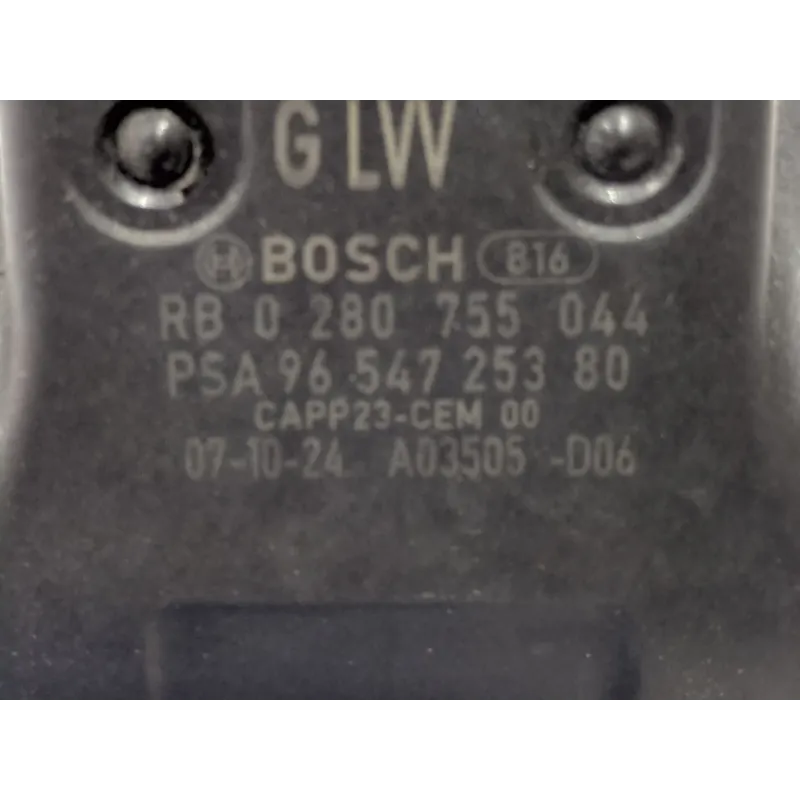 G LW
BOSCH B16
RB 0 280 755 044
PSA 96 547 253 80
CAPP23-CEM 00
07-10-24 A03505 -D06